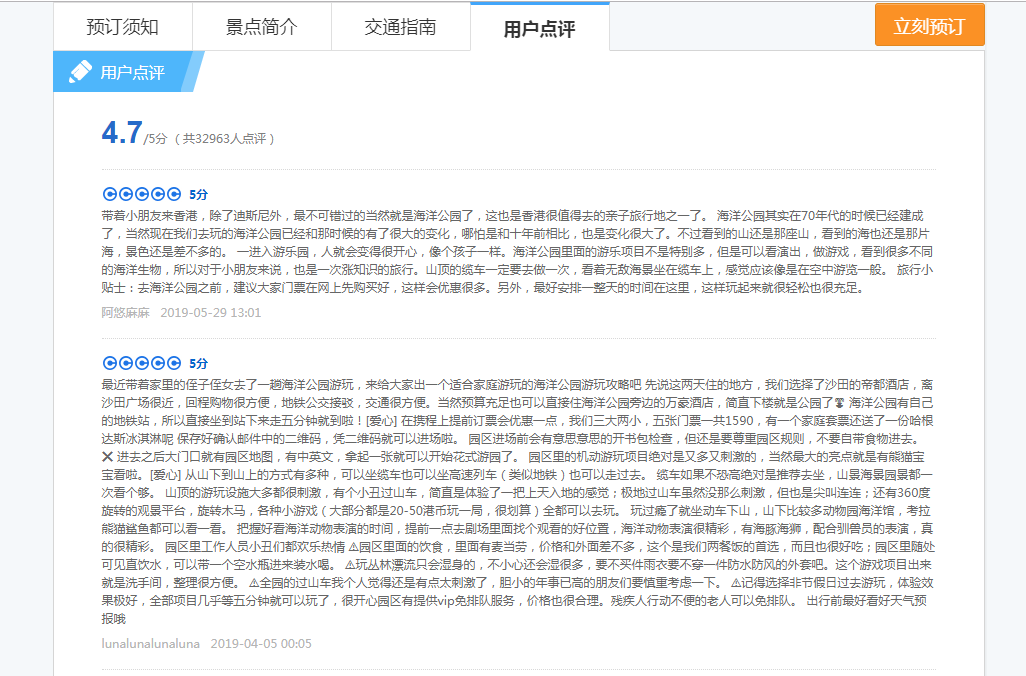 预订须知
景点简介
交通指南
用户点评
立刻预订
用户点评
4.7/5分 ( 共32963人点评 )
5分
带着小朋友来香港，除了迪斯尼外，最不可错过的当然就是海洋公园了，这也是香港很值得去的亲子旅行地之一了。 海洋公园其实在70年代的时候已经建成
了，当然现在我们去玩的海洋公园已经和那时候的有了很大的变化，哪怕是和十年前相比，也是变化很大了。不过看到的山还是那座山，看到的海也还是那片
海，景色还是差不多的。 一进入游乐园，人就会变得很开心，像个孩子一样。海洋公园里面的游乐项目不是特别多，但是可以看演出，做游戏，看到很多不同
的海洋生物，所以对于小朋友来说，也是一次涨知识的旅行。山顶的缆车一定要去做一次，看着无敌海景坐在缆车上，感觉应该像是在空中游览一般。 旅行小
贴士：去海洋公园之前，建议大家门票在网上先购买好，这样会优惠很多。另外，最好安排一整天的时间在这里，这样玩起来就很轻松也很充足。
阿悠麻麻 2019-05-29 13:01
5分
最近带着家里的侄子侄女去了一趟海洋公园游玩，来给大家出一个适合家庭游玩的海洋公园游玩攻略吧 先说这两天住的地方，我们选择了沙田的帝都酒店，离
沙田广场很近，回程购物很方便，地铁公交接驳，交通很方便。当然预算充足也可以直接住海洋公园旁边的万豪酒店，简直下楼就是公园了 海洋公园有自己
的地铁站，所以直接坐到站下来走五分钟就到啦！[爱心] 在携程上提前订票会优惠一点，我们三大两小，五张门票一共1590，有一个家庭套票还送了一份哈根
达斯冰淇淋呢 保存好确认邮件中的二维码，凭二维码就可以进场啦。 园区进场前会有意思意思的开书包检查，但还是要尊重园区规则，不要自带食物进去。
❌ 进去之后大门口就有园区地图，有中英文，拿起一张就可以开始花式游园了。 园区里的机动游玩项目绝对是又多又刺激的，当然最大的亮点就是有熊猫宝
宝看啦。[爱心] 从山下到山上的方式有多种，可以坐缆车也可以坐高速列车（类似地铁）也可以走过去。 缆车如果不恐高绝对是推荐去坐，山景海景园景都一
次看个够。 山顶的游玩设施大多都很刺激，有个小丑过山车，简直是体验了一把上天入地的感觉；极地过山车虽然没那么刺激，但也是尖叫连连；还有360度
旋转的观景平台，旋转木马，各种小游戏（大部分都是20-50港币玩一局，很划算）全都可以去玩。 玩过瘾了就坐动车下山，山下比较多动物园海洋馆，考拉
熊猫鲨鱼都可以看一看。 把握好看海洋动物表演的时间，提前一点去剧场里面找个观看的好位置，海洋动物表演很精彩，有海豚海狮，配合驯兽员的表演，真
的很精彩。 园区里工作人员小丑们都欢乐热情 ⚠园区里面的饮食，里面有麦当劳，价格和外面差不多，这个是我们两餐饭的首选，而且也很好吃；园区里随处
可见直饮水，可以带一个空水瓶进来装水喝。 ⚠玩丛林漂流只会湿身的，不小心还会湿很多，要不买件雨衣要不穿一件防水防风的外套吧。这个游戏项目出来
就是洗手间，整理很方便。 ⚠全园的过山车我个人觉得还是有点太刺激了，胆小的年事已高的朋友们要慎重考虑一下。 ⚠记得选择非节假日过去游玩，体验效
果极好，全部项目几乎等五分钟就可以玩了，很开心园区有提供vip免排队服务，价格也很合理。残疾人行动不便的老人可以免排队。 出行前最好看好天气预
报哦
lunalunalunaluna 2019-04-05 00:05